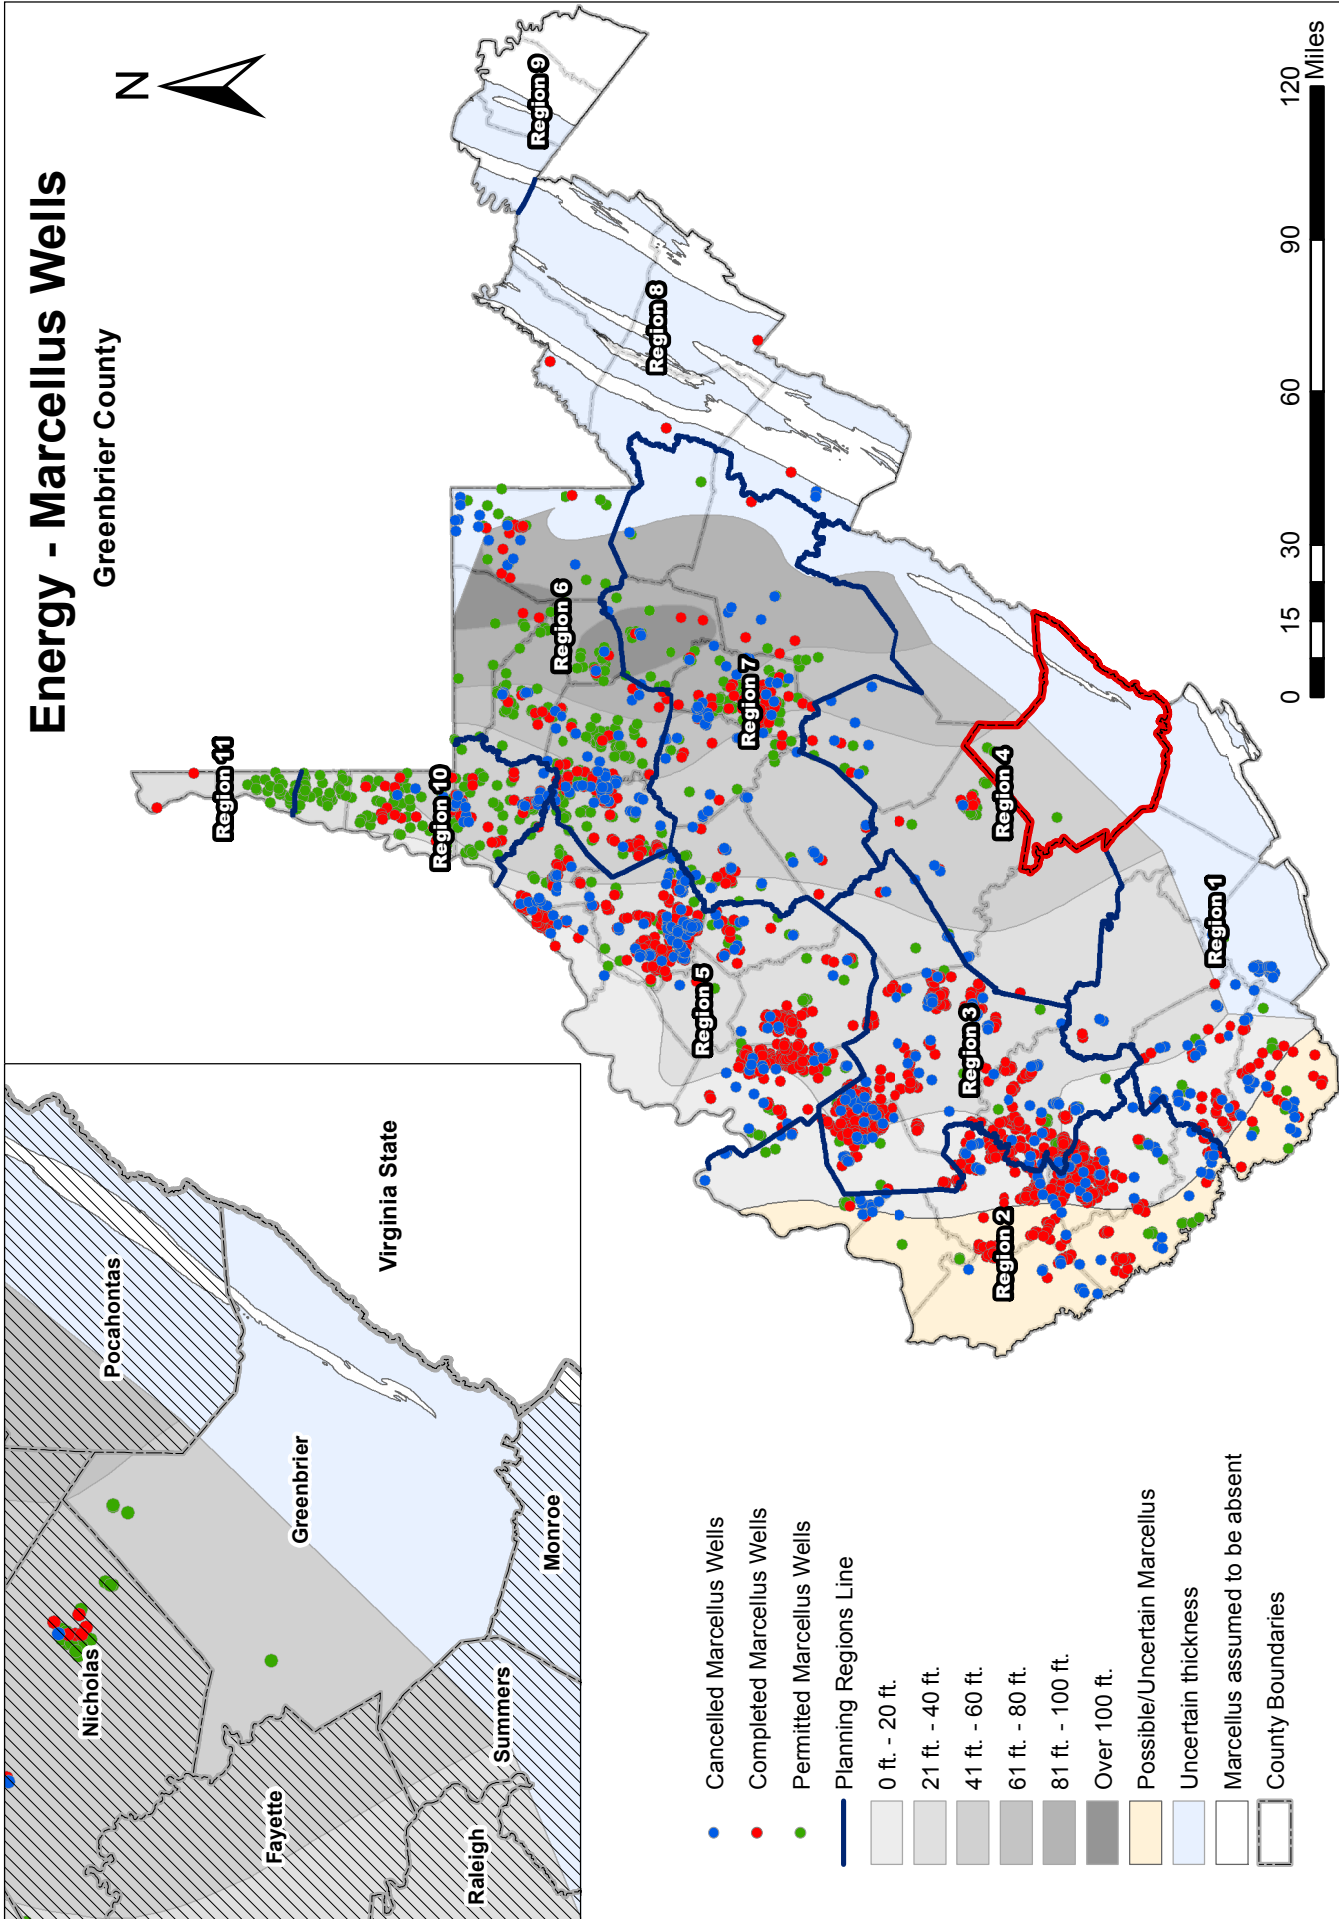 Energy - Marcellus Wells
Greenbrier County
N
Pocahontas
Nicholas
Greenbrier
Virginia State
Fayette
Summers
Monroe
Raleigh
Region 11
Region 10
Region 9
Region 6
Region 8
Region 5
Region 7
Region 4
Region 3
Region 2
Region 1
Cancelled Marcellus Wells
Completed Marcellus Wells
Permitted Marcellus Wells
Planning Regions Line
0 ft. - 20 ft.
21 ft. - 40 ft.
41 ft. - 60 ft.
61 ft. - 80 ft.
81 ft. - 100 ft.
Over 100 ft.
Possible/Uncertain Marcellus
Uncertain thickness
Marcellus assumed to be absent
County Boundaries
0 15 30 60 90 120
Miles